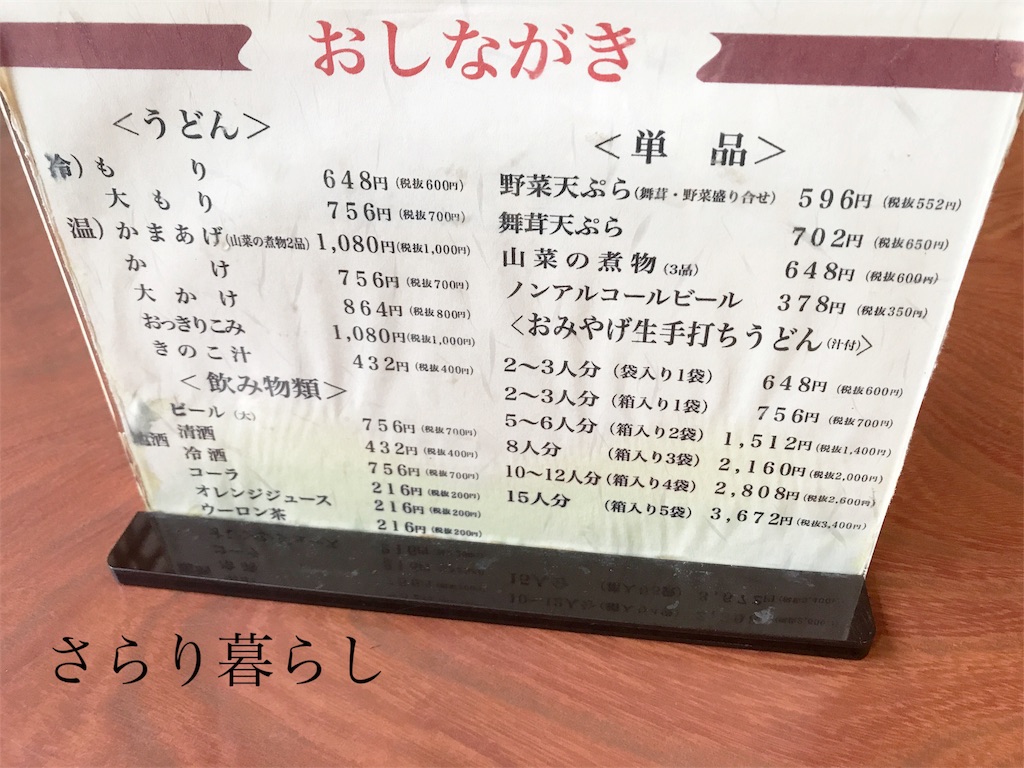 おしながき
＜うどん＞
冷）もり 648円（税抜600円）
大もり 756円（税抜700円）
温）かまあげ（山菜の煮物2品） 1,080円（税抜1,000円）
かけ 756円（税抜700円）
大かけ 864円（税抜800円）
おっきりこみ 1,080円（税抜1,000円）
きのこ汁 432円（税抜400円）
＜飲み物類＞
ビール（大） 756円（税抜700円）
清酒 432円（税抜400円）
冷酒 756円（税抜700円）
コーラ 216円（税抜200円）
オレンジジュース 216円（税抜200円）
ウーロン茶 216円（税抜200円）
＜単品＞
野菜天ぷら（舞茸・野菜盛り合せ） 596円（税抜552円）
舞茸天ぷら 702円（税抜650円）
山菜の煮物（3品） 648円（税抜600円）
ノンアルコールビール 378円（税抜350円）
＜おみやげ生手打ちうどん（汁付）＞
2～3人分（袋入り1袋） 648円（税抜600円）
2～3人分（箱入り1袋） 756円（税抜700円）
5～6人分（箱入り2袋） 1,512円（税抜1,400円）
8人分（箱入り3袋） 2,160円（税抜2,000円）
10～12人分（箱入り4袋） 2,808円（税抜2,600円）
15人分（箱入り5袋） 3,672円（税抜3,400円）
さらり暮らし